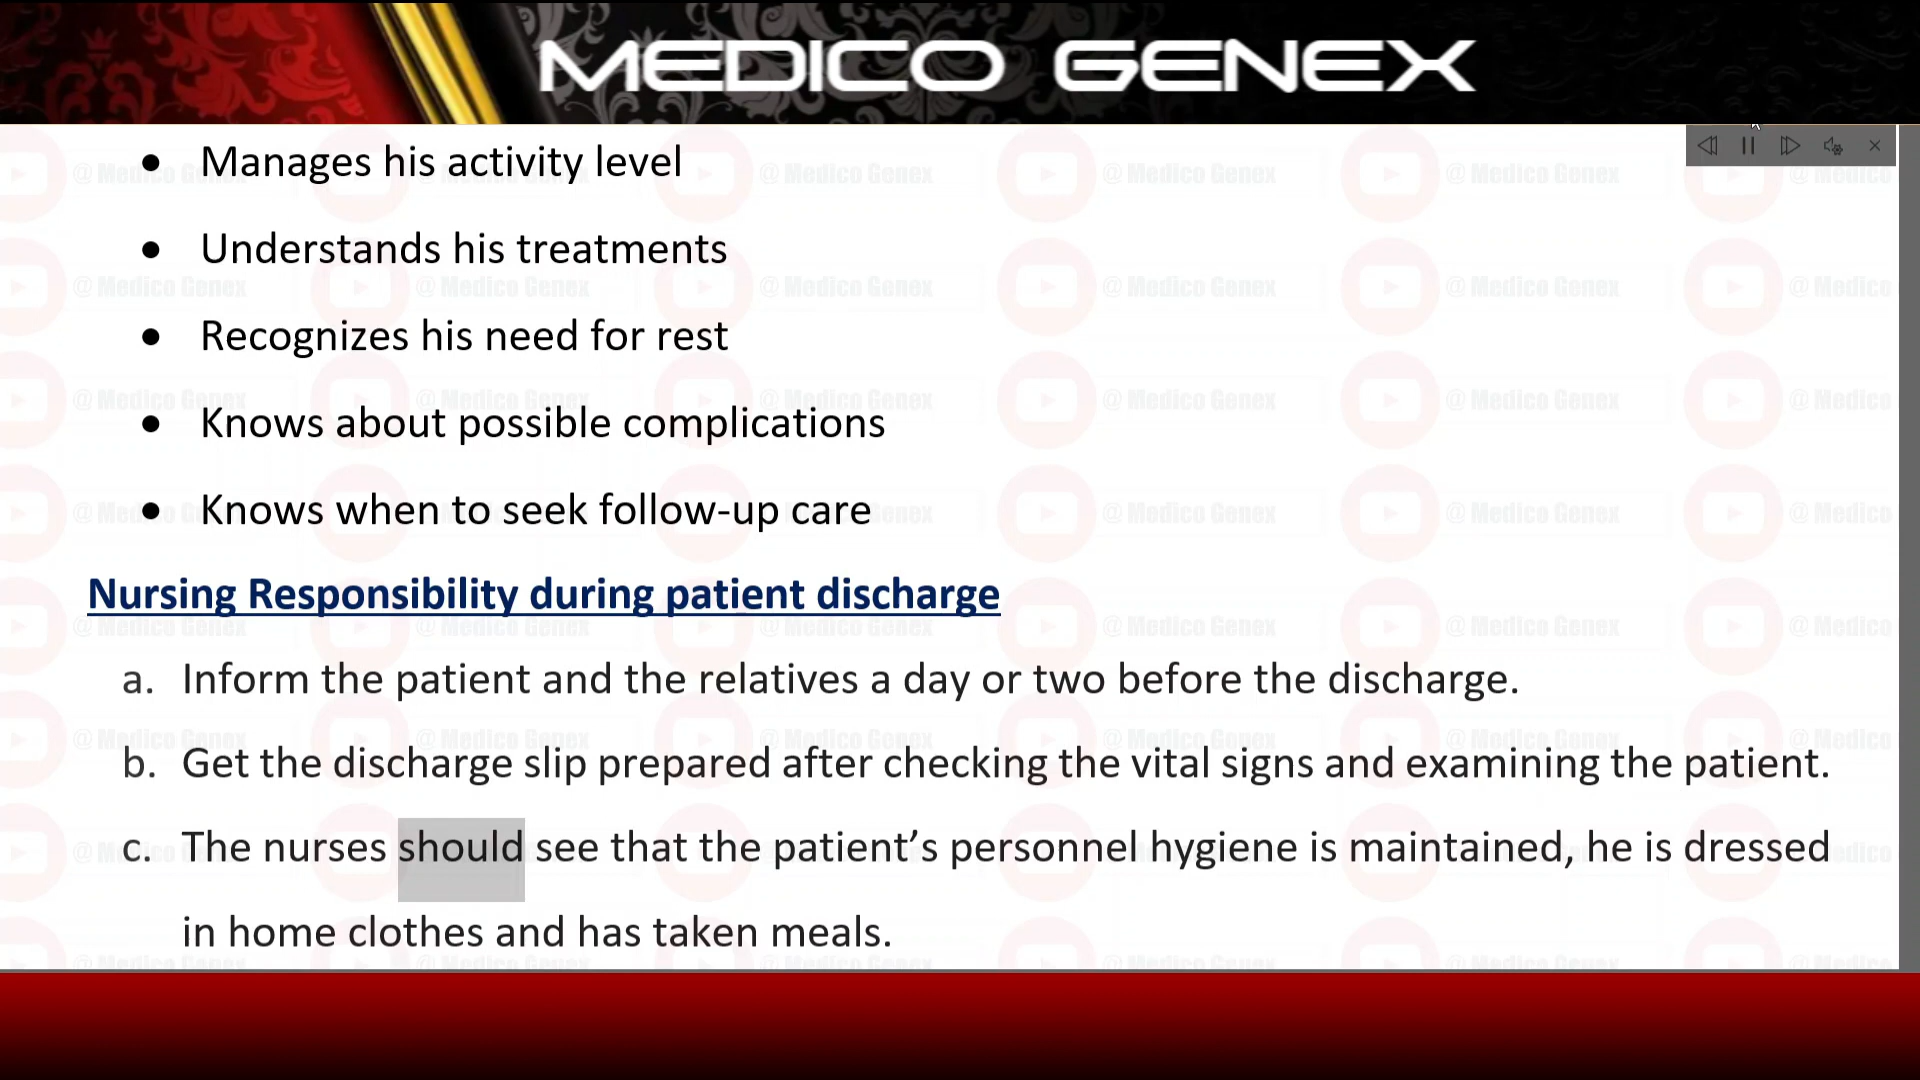 MEDICO GENEX
• Manages his activity level
• Understands his treatments
• Recognizes his need for rest
• Knows about possible complications
• Knows when to seek follow-up care
Nursing Responsibility during patient discharge
a. Inform the patient and the relatives a day or two before the discharge.
b. Get the discharge slip prepared after checking the vital signs and examining the patient.
c. The nurses should see that the patient’s personnel hygiene is maintained, he is dressed
in home clothes and has taken meals.
@ Medico Genex